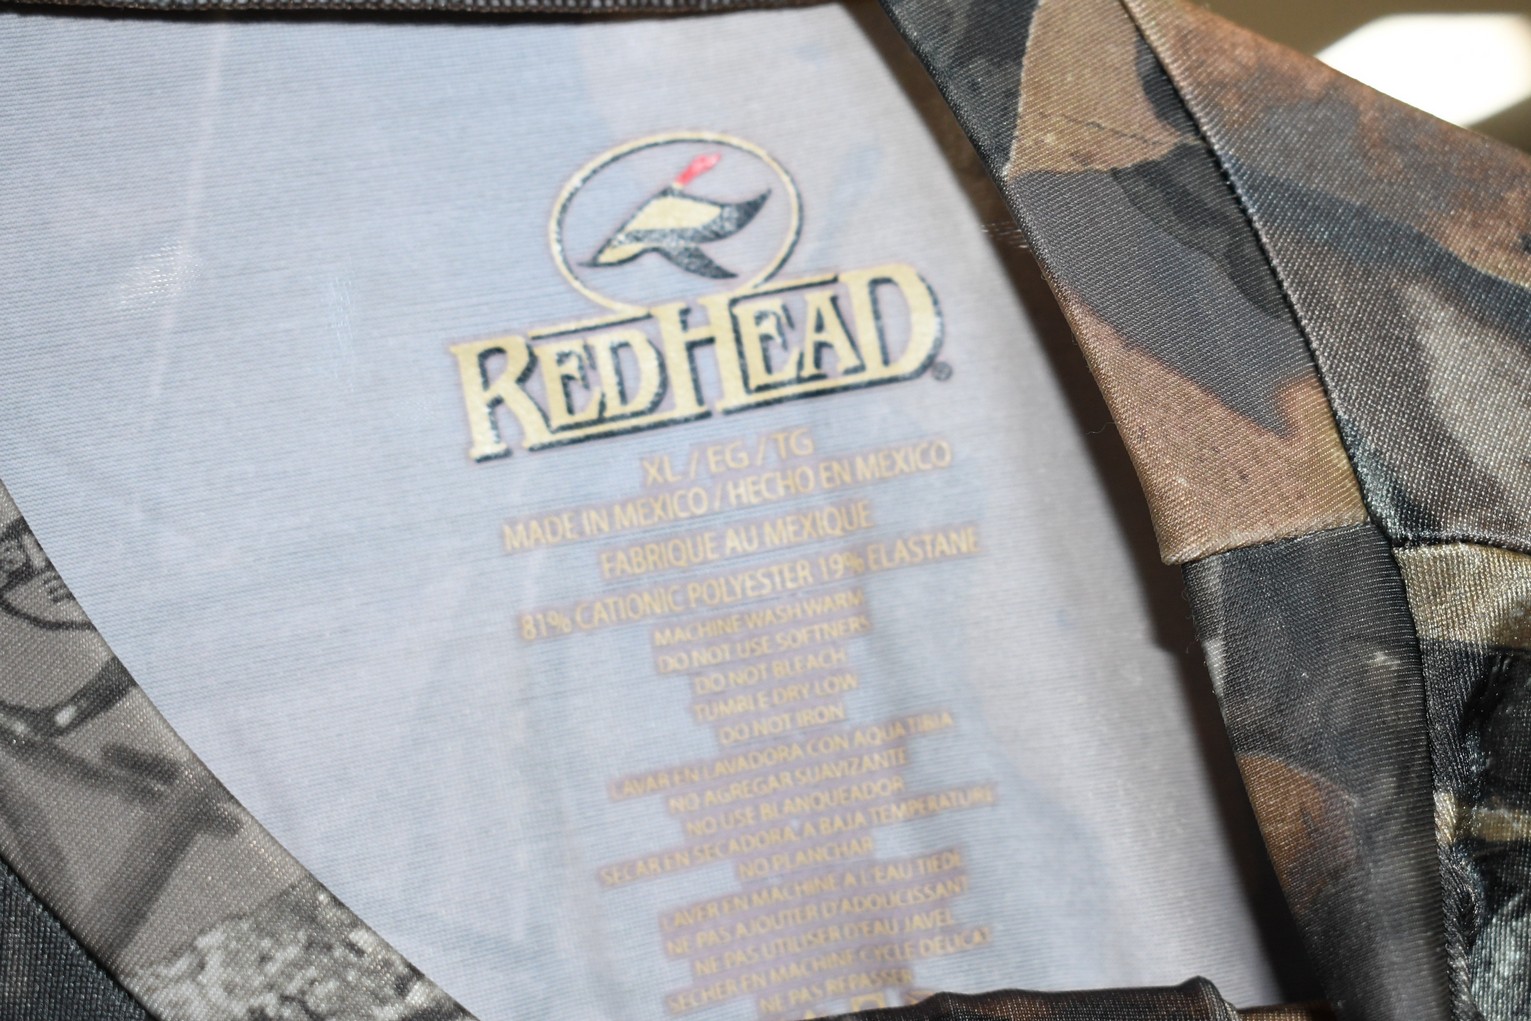 REDHEAD®
XL / EG / TG
MADE IN MEXICO / HECHO EN MEXICO
FABRIQUE AU MEXIQUE
81% CATIONIC POLYESTER 19% ELASTANE
MACHINE WASH WARM
DO NOT USE SOFTNERS
DO NOT BLEACH
TUMBLE DRY LOW
DO NOT IRON
LAVAR EN LAVADORA CON AQUA TIBIA
NO AGREGAR SUAVIZANTE
NO USE BLANQUEADOR
SECAR EN SECADORA, A BAJA TEMPERATURE
NO PLANCHAR
LAVER EN MACHINE A L'EAU TIEDE
NE PAS AJOUTER D'ADOUCISSANT
NE PAS UTILISER D'EAU JAVEL
SECHER EN MACHINE CYCLE DELICAT
NE PAS REPASSER